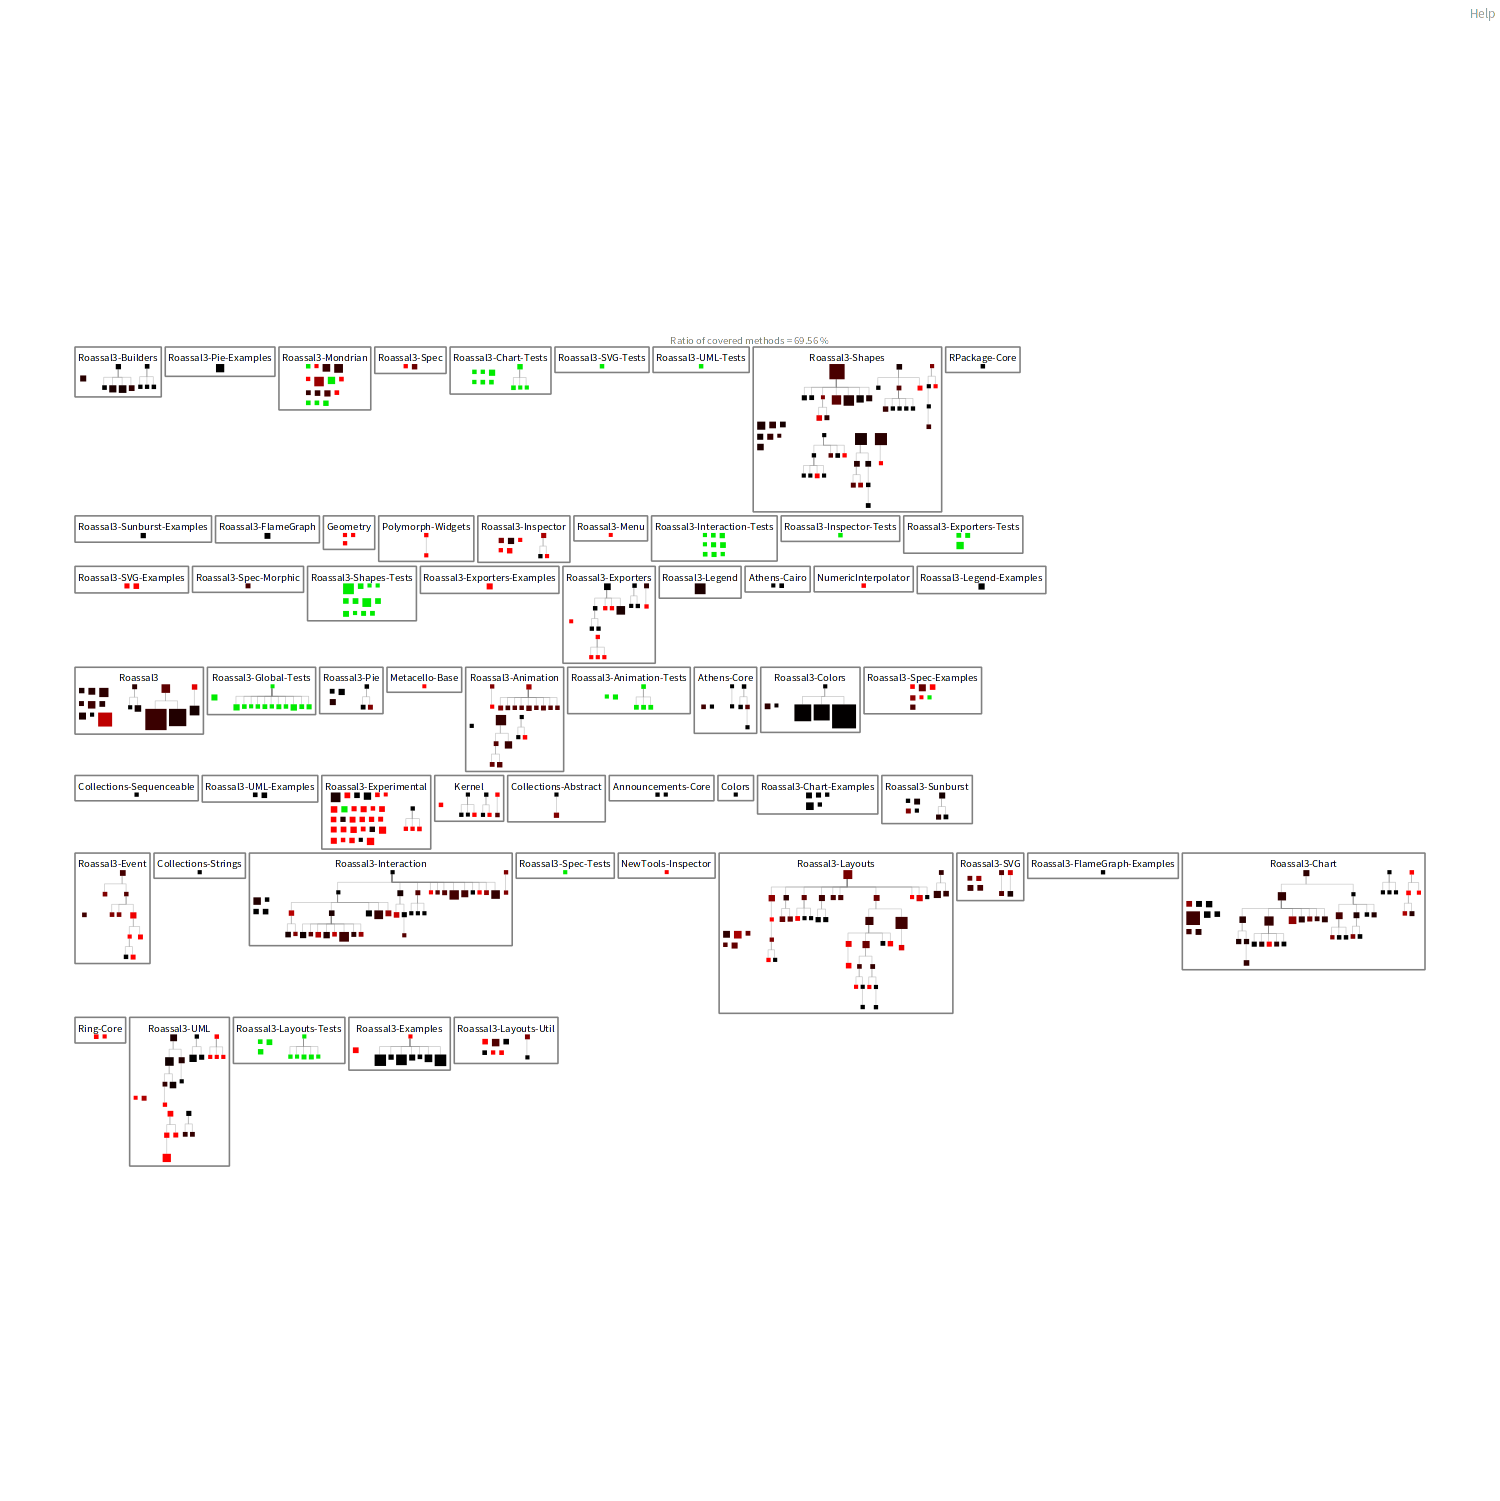 Help
Ratio of covered methods = 69.56 %
Roassal3-Builders
Roassal3-Pie-Examples
Roassal3-Mondrian
Roassal3-Spec
Roassal3-Chart-Tests
Roassal3-SVG-Tests
Roassal3-UML-Tests
Roassal3-Shapes
RPackage-Core
Roassal3-Sunburst-Examples
Roassal3-FlameGraph
Geometry
Polymorph-Widgets
Roassal3-Inspector
Roassal3-Menu
Roassal3-Interaction-Tests
Roassal3-Inspector-Tests
Roassal3-Exporters-Tests
Roassal3-SVG-Examples
Roassal3-Spec-Morphic
Roassal3-Shapes-Tests
Roassal3-Exporters-Examples
Roassal3-Exporters
Roassal3-Legend
Athens-Cairo
NumericInterpolator
Roassal3-Legend-Examples
Roassal3
Roassal3-Global-Tests
Roassal3-Pie
Metacello-Base
Roassal3-Animation
Roassal3-Animation-Tests
Athens-Core
Roassal3-Colors
Roassal3-Spec-Examples
Collections-Sequenceable
Roassal3-UML-Examples
Roassal3-Experimental
Kernel
Collections-Abstract
Announcements-Core
Colors
Roassal3-Chart-Examples
Roassal3-Sunburst
Roassal3-Event
Collections-Strings
Roassal3-Interaction
Roassal3-Spec-Tests
NewTools-Inspector
Roassal3-Layouts
Roassal3-SVG
Roassal3-FlameGraph-Examples
Roassal3-Chart
Ring-Core
Roassal3-UML
Roassal3-Layouts-Tests
Roassal3-Examples
Roassal3-Layouts-Util